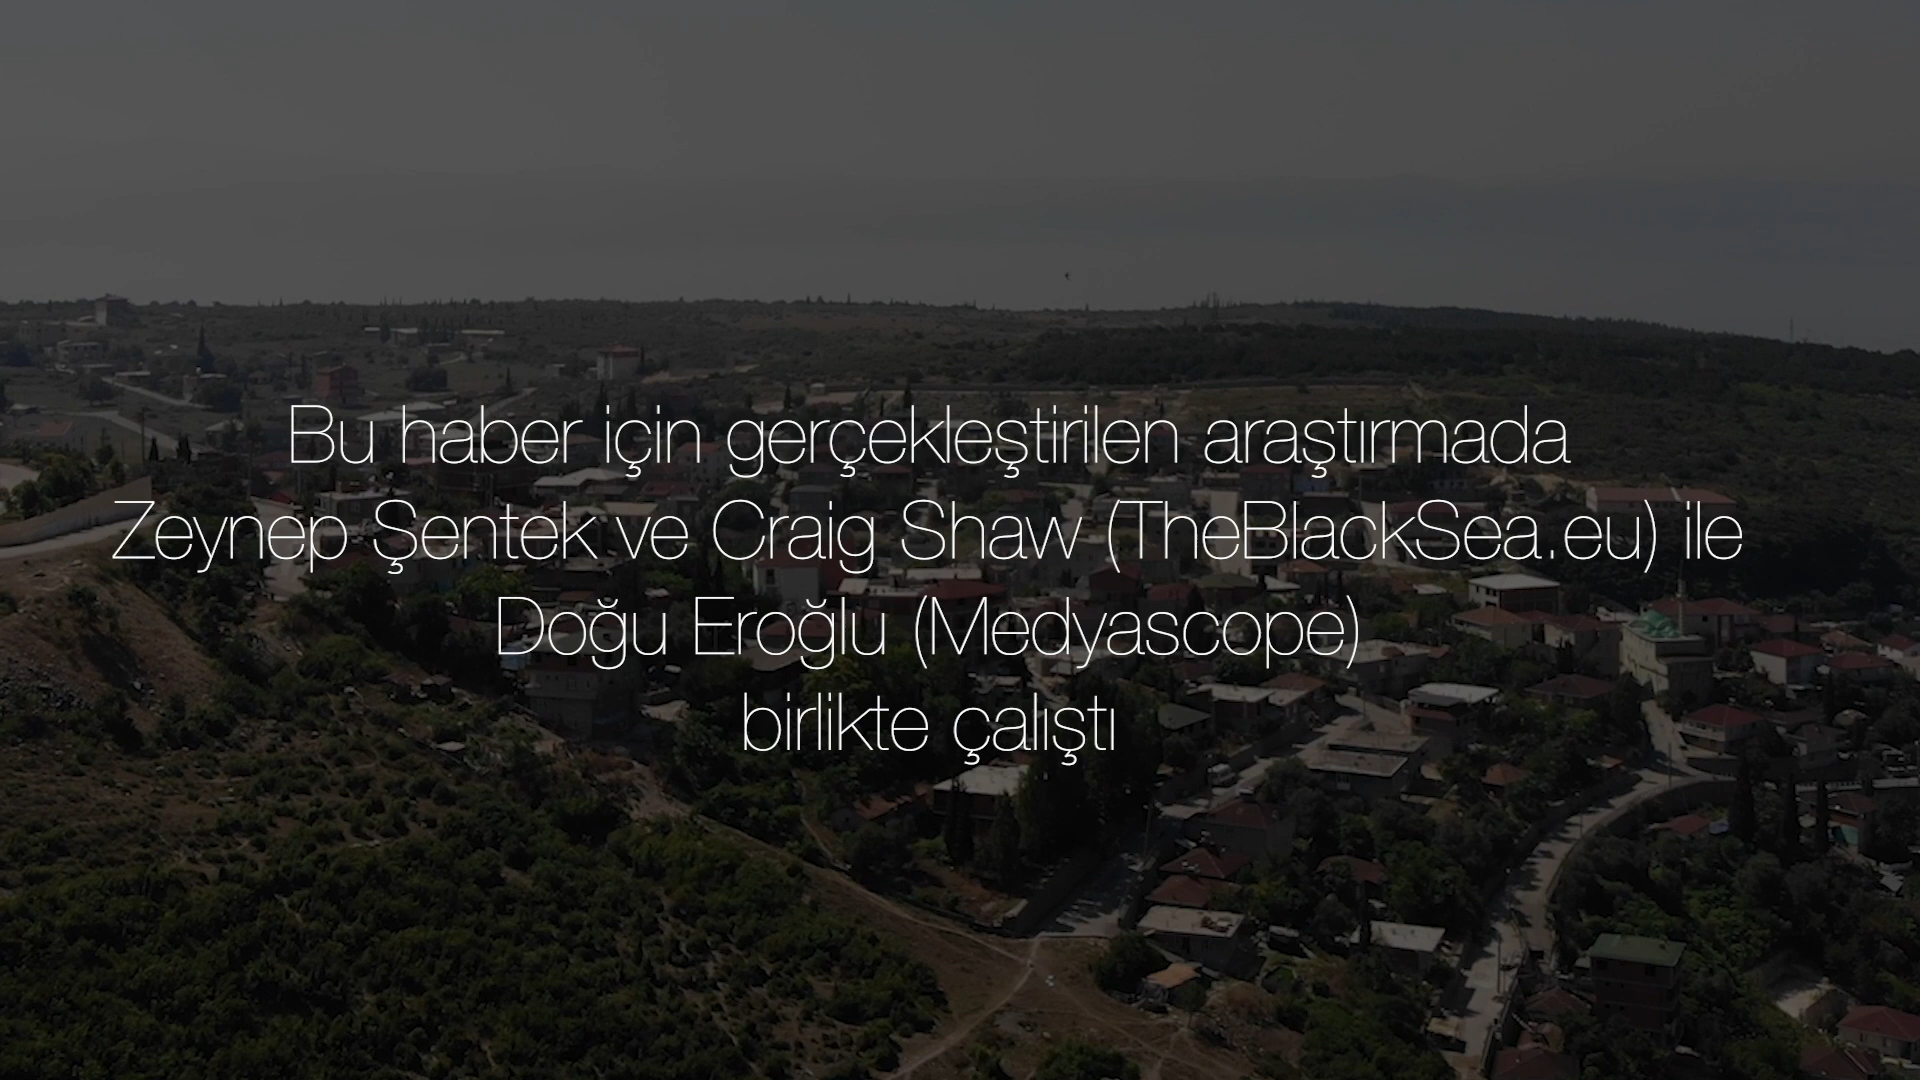 Bu haber için gerçekleştirilen araştırmada
Zeynep Şentek ve Craig Shaw (TheBlackSea.eu) ile
Doğu Eroğlu (Medyascope)
birlikte çalıştı